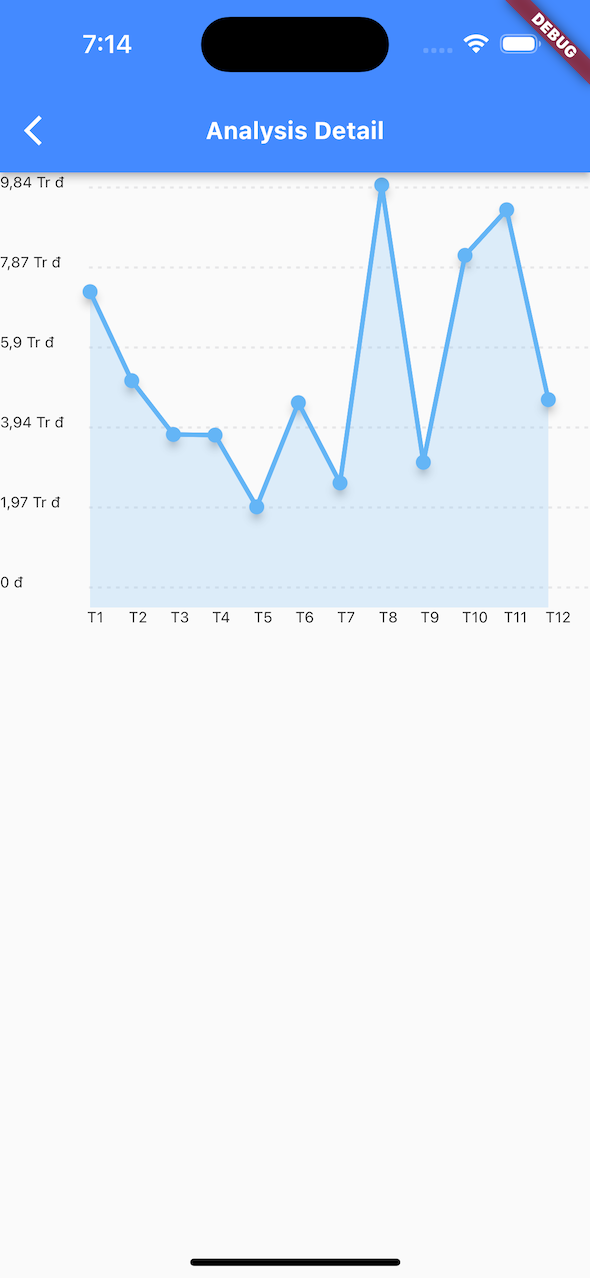 7:14
DEBUG
Analysis Detail
9,84 Tr đ
7,87 Tr đ
5,9 Tr đ
3,94 Tr đ
1,97 Tr đ
0 đ
T1 T2 T3 T4 T5 T6 T7 T8 T9 T10 T11 T12